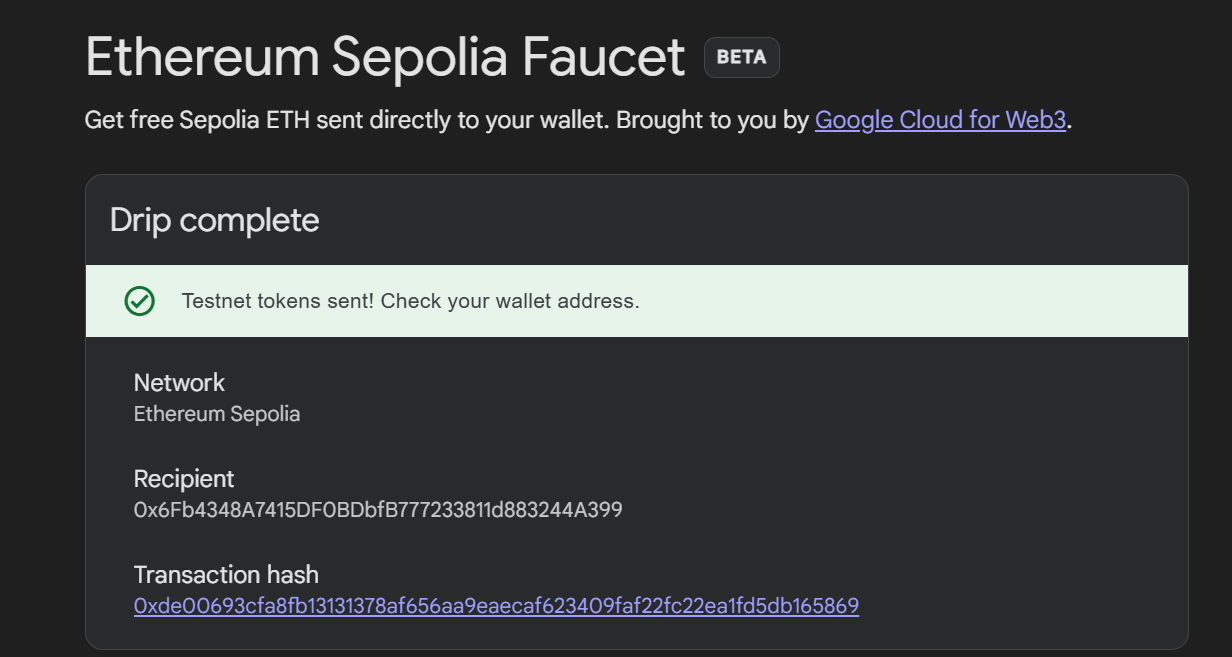 Ethereum Sepolia Faucet BETA
Get free Sepolia ETH sent directly to your wallet. Brought to you by Google Cloud for Web3.
Drip complete
Testnet tokens sent! Check your wallet address.
Network
Ethereum Sepolia
Recipient
0x6Fb4348A7415DF0BDbfB777233811d883244A399
Transaction hash
0xde00693cfa8fb13131378af656aa9eaecaf623409faf22fc22ea1fd5db165869